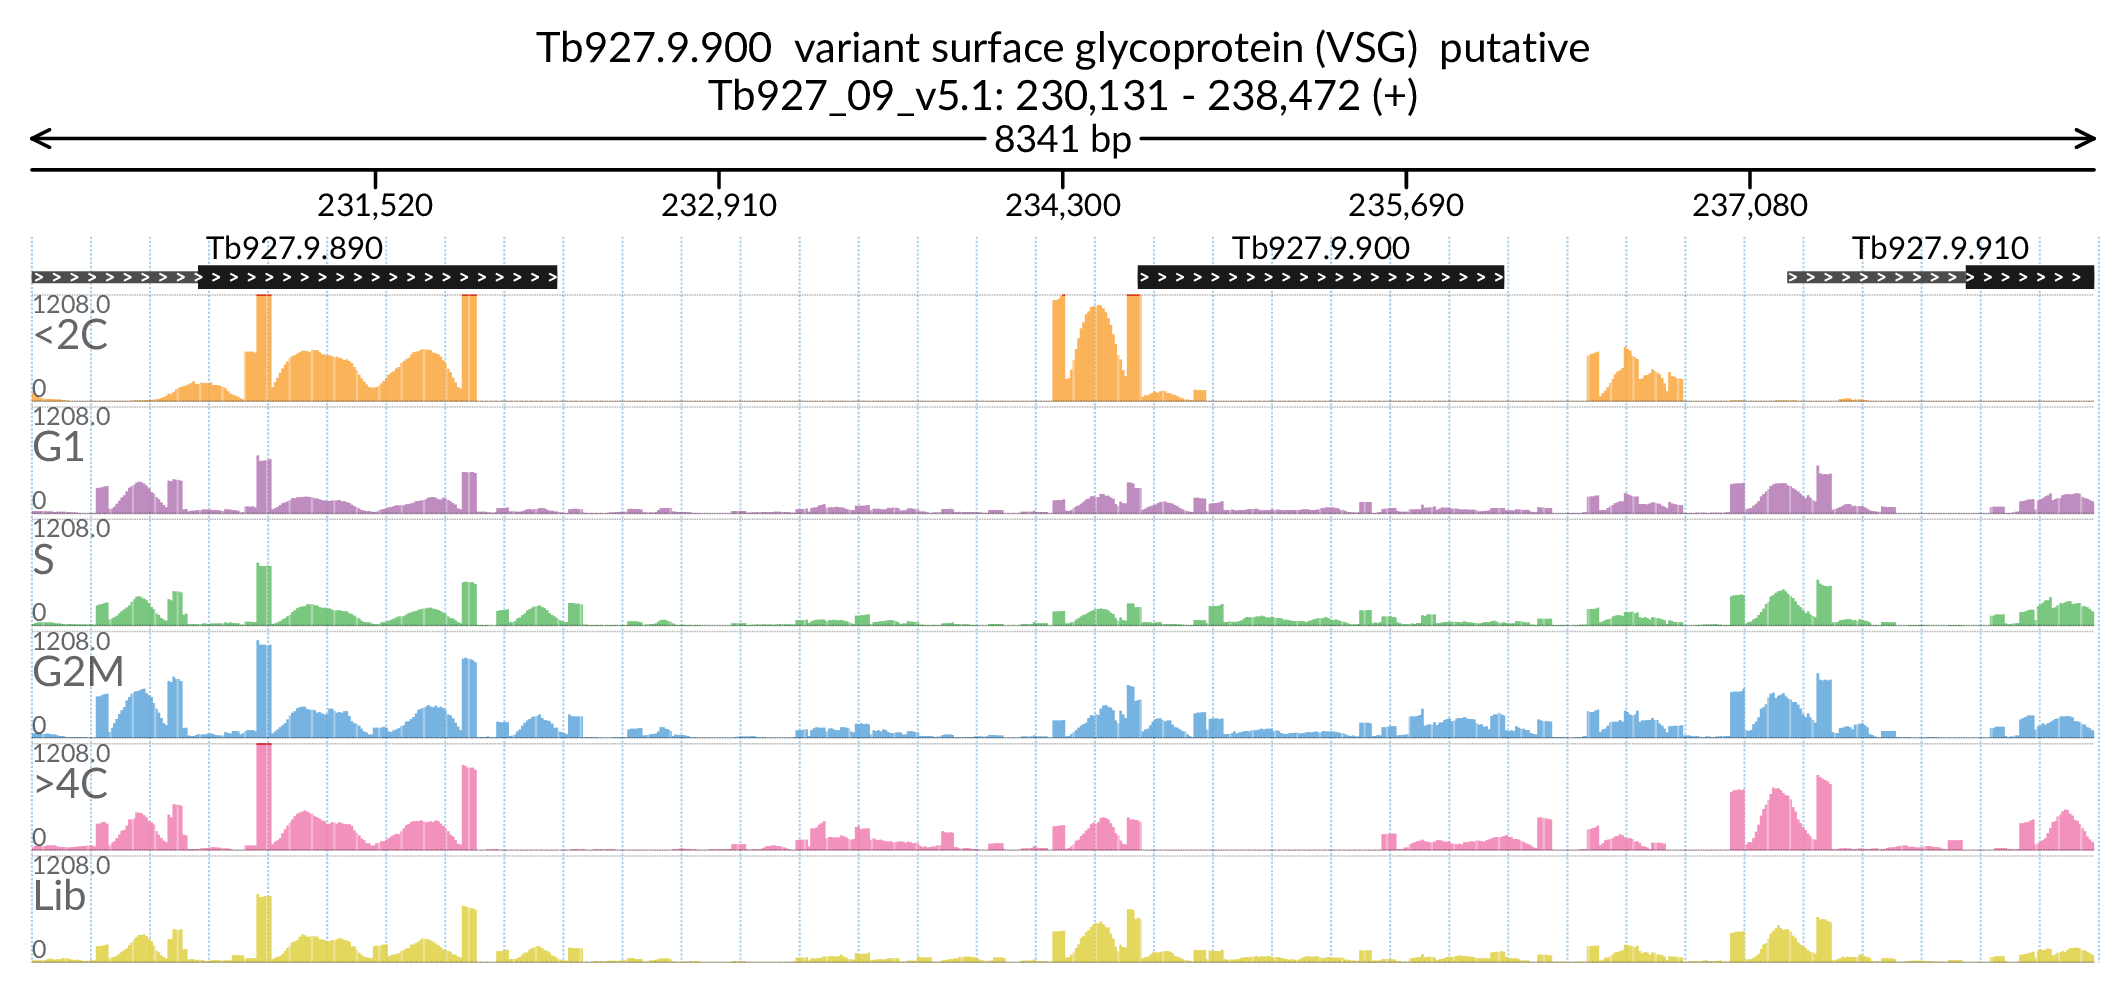 Tb927.9.900 variant surface glycoprotein (VSG) putative
Tb927_09_v5.1: 230,131 - 238,472 (+)
8341 bp
231,520 232,910 234,300 235,690 237,080
Tb927.9.890 Tb927.9.900 Tb927.9.910
1208.0
<2C
0
1208.0
G1
0
1208.0
S
0
1208.0
G2M
0
1208.0
>4C
0
1208.0
Lib
0